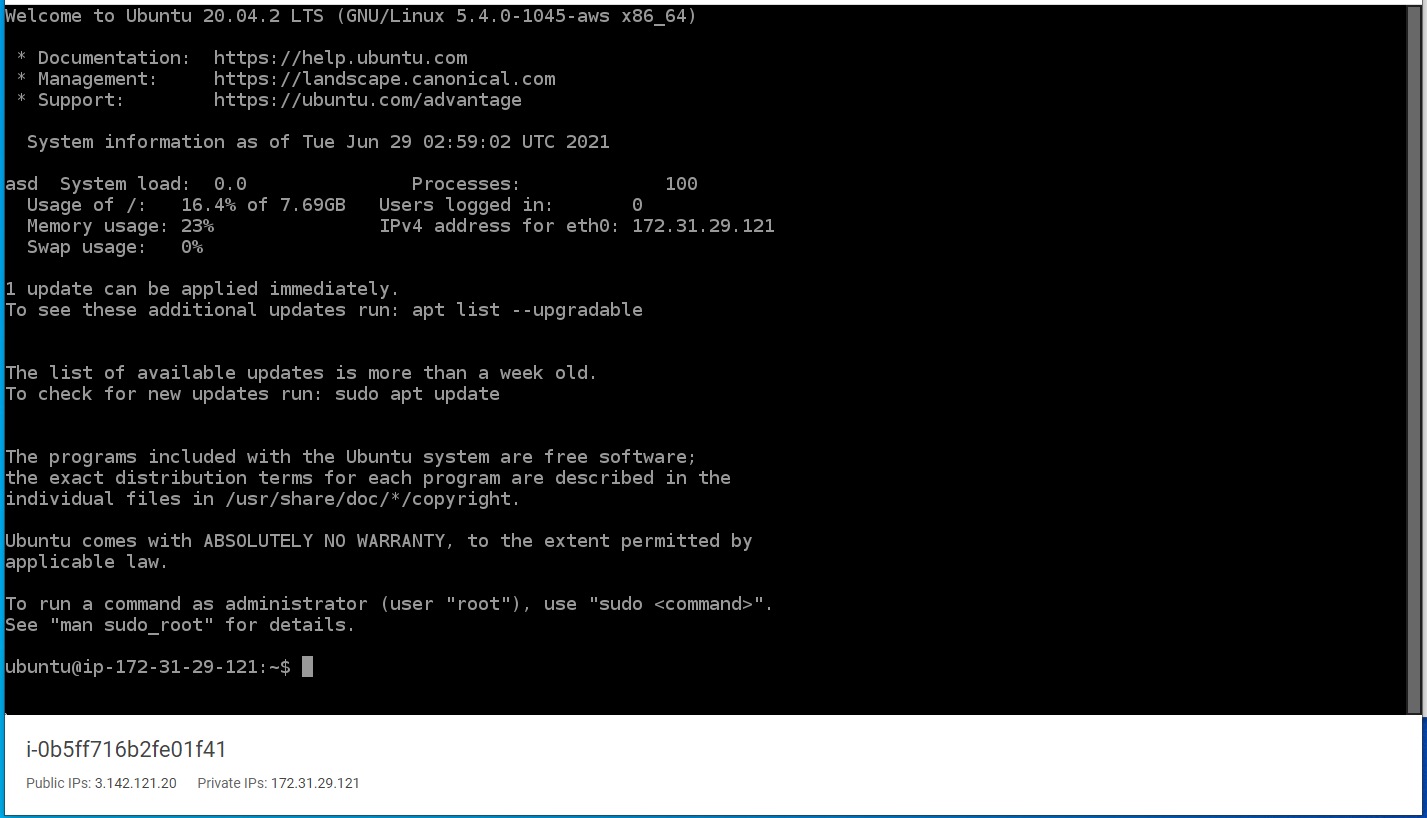 Welcome to Ubuntu 20.04.2 LTS (GNU/Linux 5.4.0-1045-aws x86_64)
* Documentation:  https://help.ubuntu.com
* Management:     https://landscape.canonical.com
* Support:        https://ubuntu.com/advantage
System information as of Tue Jun 29 02:59:02 UTC 2021
asd  System load:  0.0               Processes:             100
Usage of /:   16.4% of 7.69GB   Users logged in:       0
Memory usage: 23%               IPv4 address for eth0: 172.31.29.121
Swap usage:   0%
1 update can be applied immediately.
To see these additional updates run: apt list --upgradable
The list of available updates is more than a week old.
To check for new updates run: sudo apt update
The programs included with the Ubuntu system are free software;
the exact distribution terms for each program are described in the
individual files in /usr/share/doc/*/copyright.
Ubuntu comes with ABSOLUTELY NO WARRANTY, to the extent permitted by
applicable law.
To run a command as administrator (user "root"), use "sudo <command>".
See "man sudo_root" for details.
ubuntu@ip-172-31-29-121:~$
i-0b5ff716b2fe01f41
Public IPs: 3.142.121.20 Private IPs: 172.31.29.121